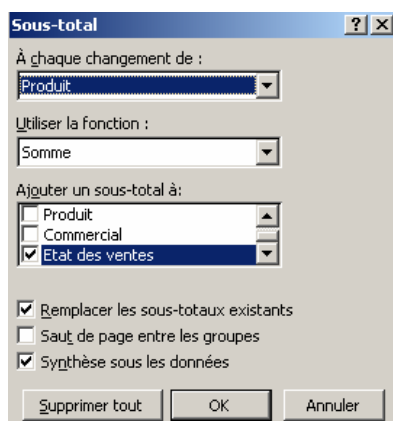 Sous-total
À chaque changement de :
Produit
Utiliser la fonction :
Somme
Ajouter un sous-total à:
Produit
Commercial
Etat des ventes
Remplacer les sous-totaux existants
Saut de page entre les groupes
Synthèse sous les données
Supprimer tout
OK
Annuler